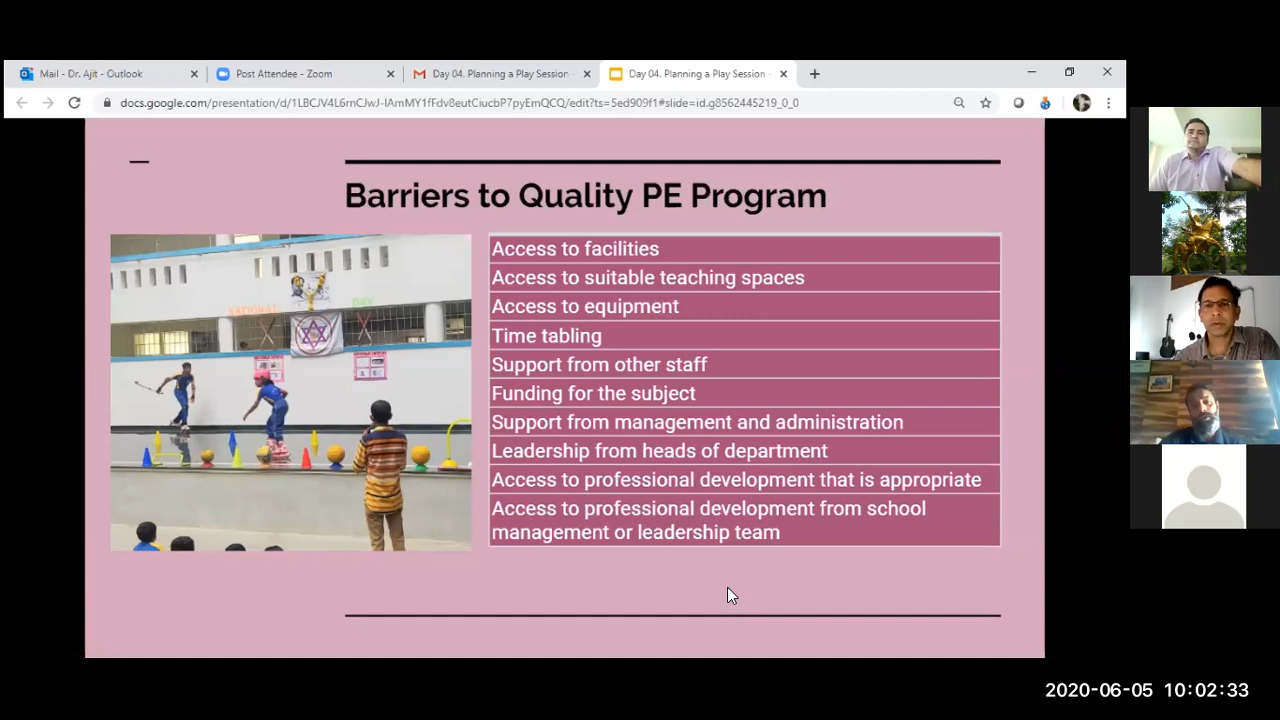 Mail - Dr. Ajit - Outlook
Post Attendee - Zoom
Day 04. Planning a Play Session -
Day 04. Planning a Play Session -
docs.google.com/presentation/d/1LBCJV4L6rnCJwJ-IAmMY1fFdv8eutCiucbP7pyEmQCQ/edit?ts=5ed909f1#slide=id.g8562445219_0_0
Barriers to Quality PE Program
NATIONAL DAY
Access to facilities
Access to suitable teaching spaces
Access to equipment
Time tabling
Support from other staff
Funding for the subject
Support from management and administration
Leadership from heads of department
Access to professional development that is appropriate
Access to professional development from school
management or leadership team
2020-06-05 10:02:33